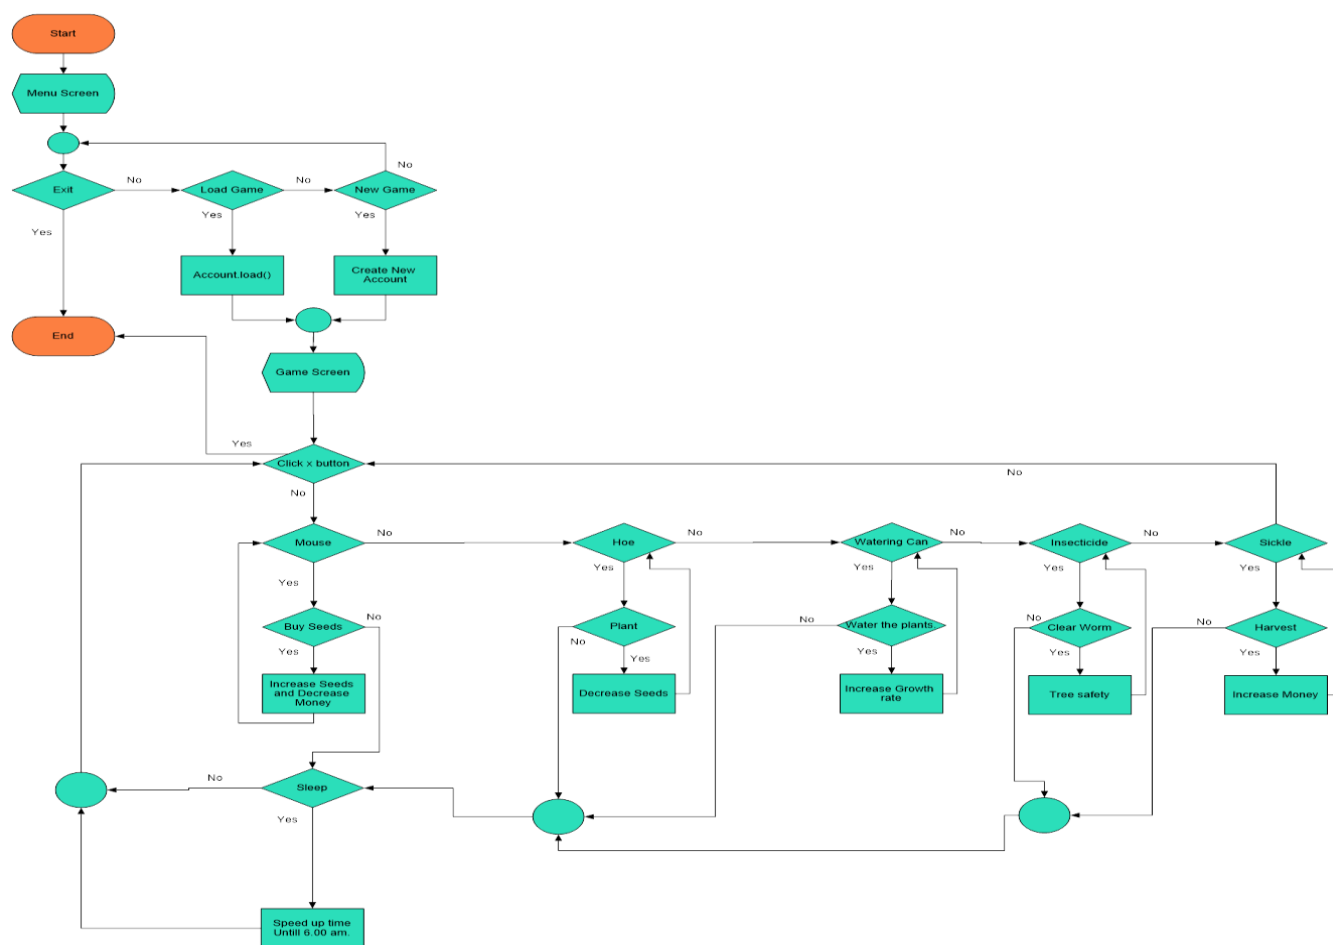 Start
Menu Screen
No
Exit
No
Load Game
No
New Game
Yes
Yes
Yes
Account.load()
Create New
Account
End
Game Screen
Yes
Click x button
No
No
Mouse
No
Hoe
No
Watering Can
No
Insecticide
No
Sickle
Yes
Yes
Yes
Yes
Yes
Buy Seeds
No
Plant
No
Water the plants
No
Clear Worm
No
Harvest
No
Yes
Yes
Yes
Yes
Yes
Increase Seeds
and Decrease
Money
Decrease Seeds
Increase Growth
rate
Tree safety
Increase Money
No
Sleep
Yes
Speed up time
Untill 6.00 am.